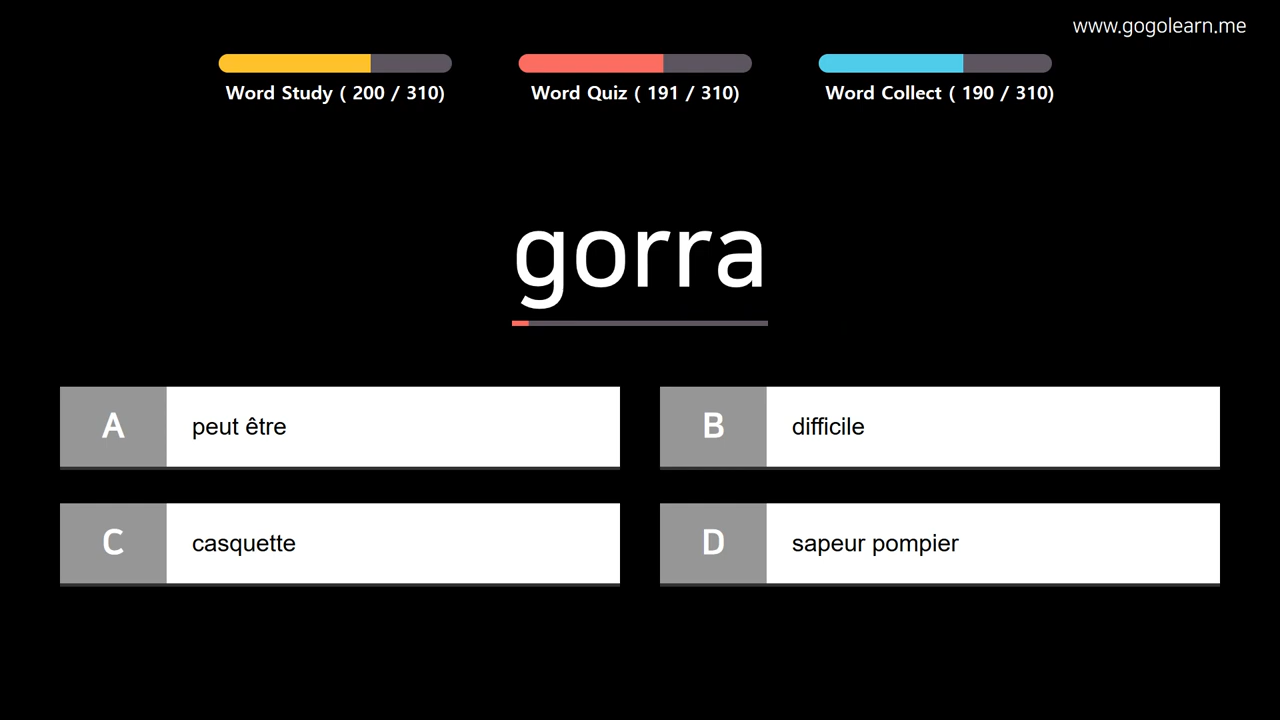 www.gogolearn.me
Word Study ( 200 / 310)
Word Quiz ( 191 / 310)
Word Collect ( 190 / 310)
gorra
A peut être
B difficile
C casquette
D sapeur pompier